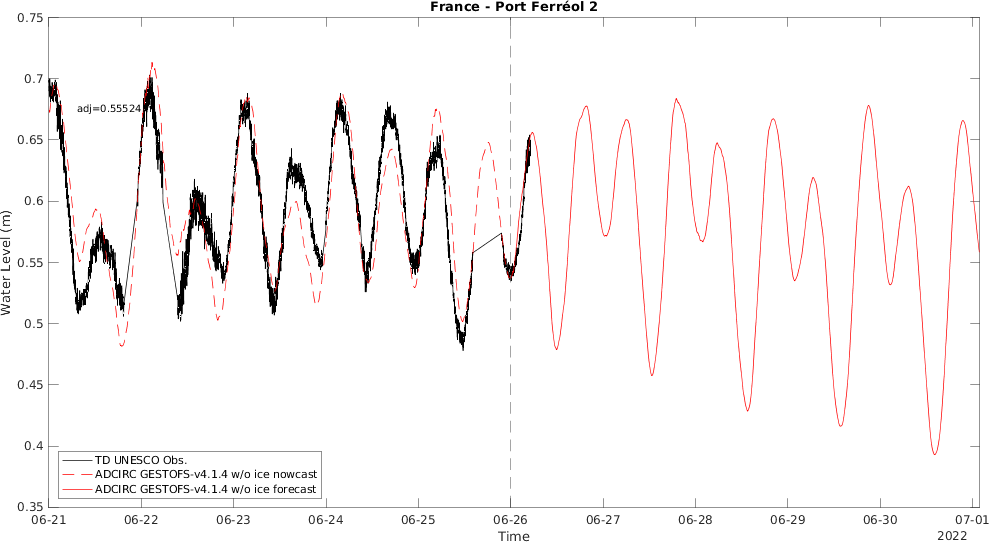 France - Port Ferréol 2
0.75
0.7
0.65
0.6
0.55
0.5
0.45
0.4
0.35
Water Level (m)
adj=0.55524
TD UNESCO Obs.
ADCIRC GESTOFS-v4.1.4 w/o ice nowcast
ADCIRC GESTOFS-v4.1.4 w/o ice forecast
06-21 06-22 06-23 06-24 06-25 06-26 06-27 06-28 06-29 06-30 07-01
Time
2022